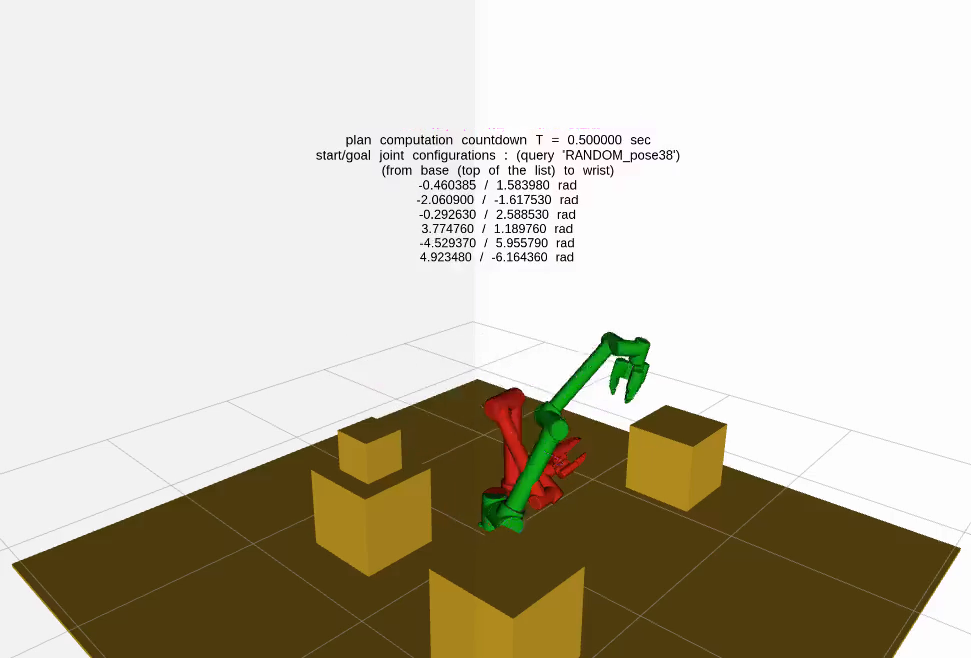 plan computation countdown T = 0.500000 sec
start/goal joint configurations : (query 'RANDOM_pose38')
(from base (top of the list) to wrist)
-0.460385 / 1.583980 rad
-2.060900 / -1.617530 rad
-0.292630 / 2.588530 rad
3.774760 / 1.189760 rad
-4.529370 / 5.955790 rad
4.923480 / -6.164360 rad